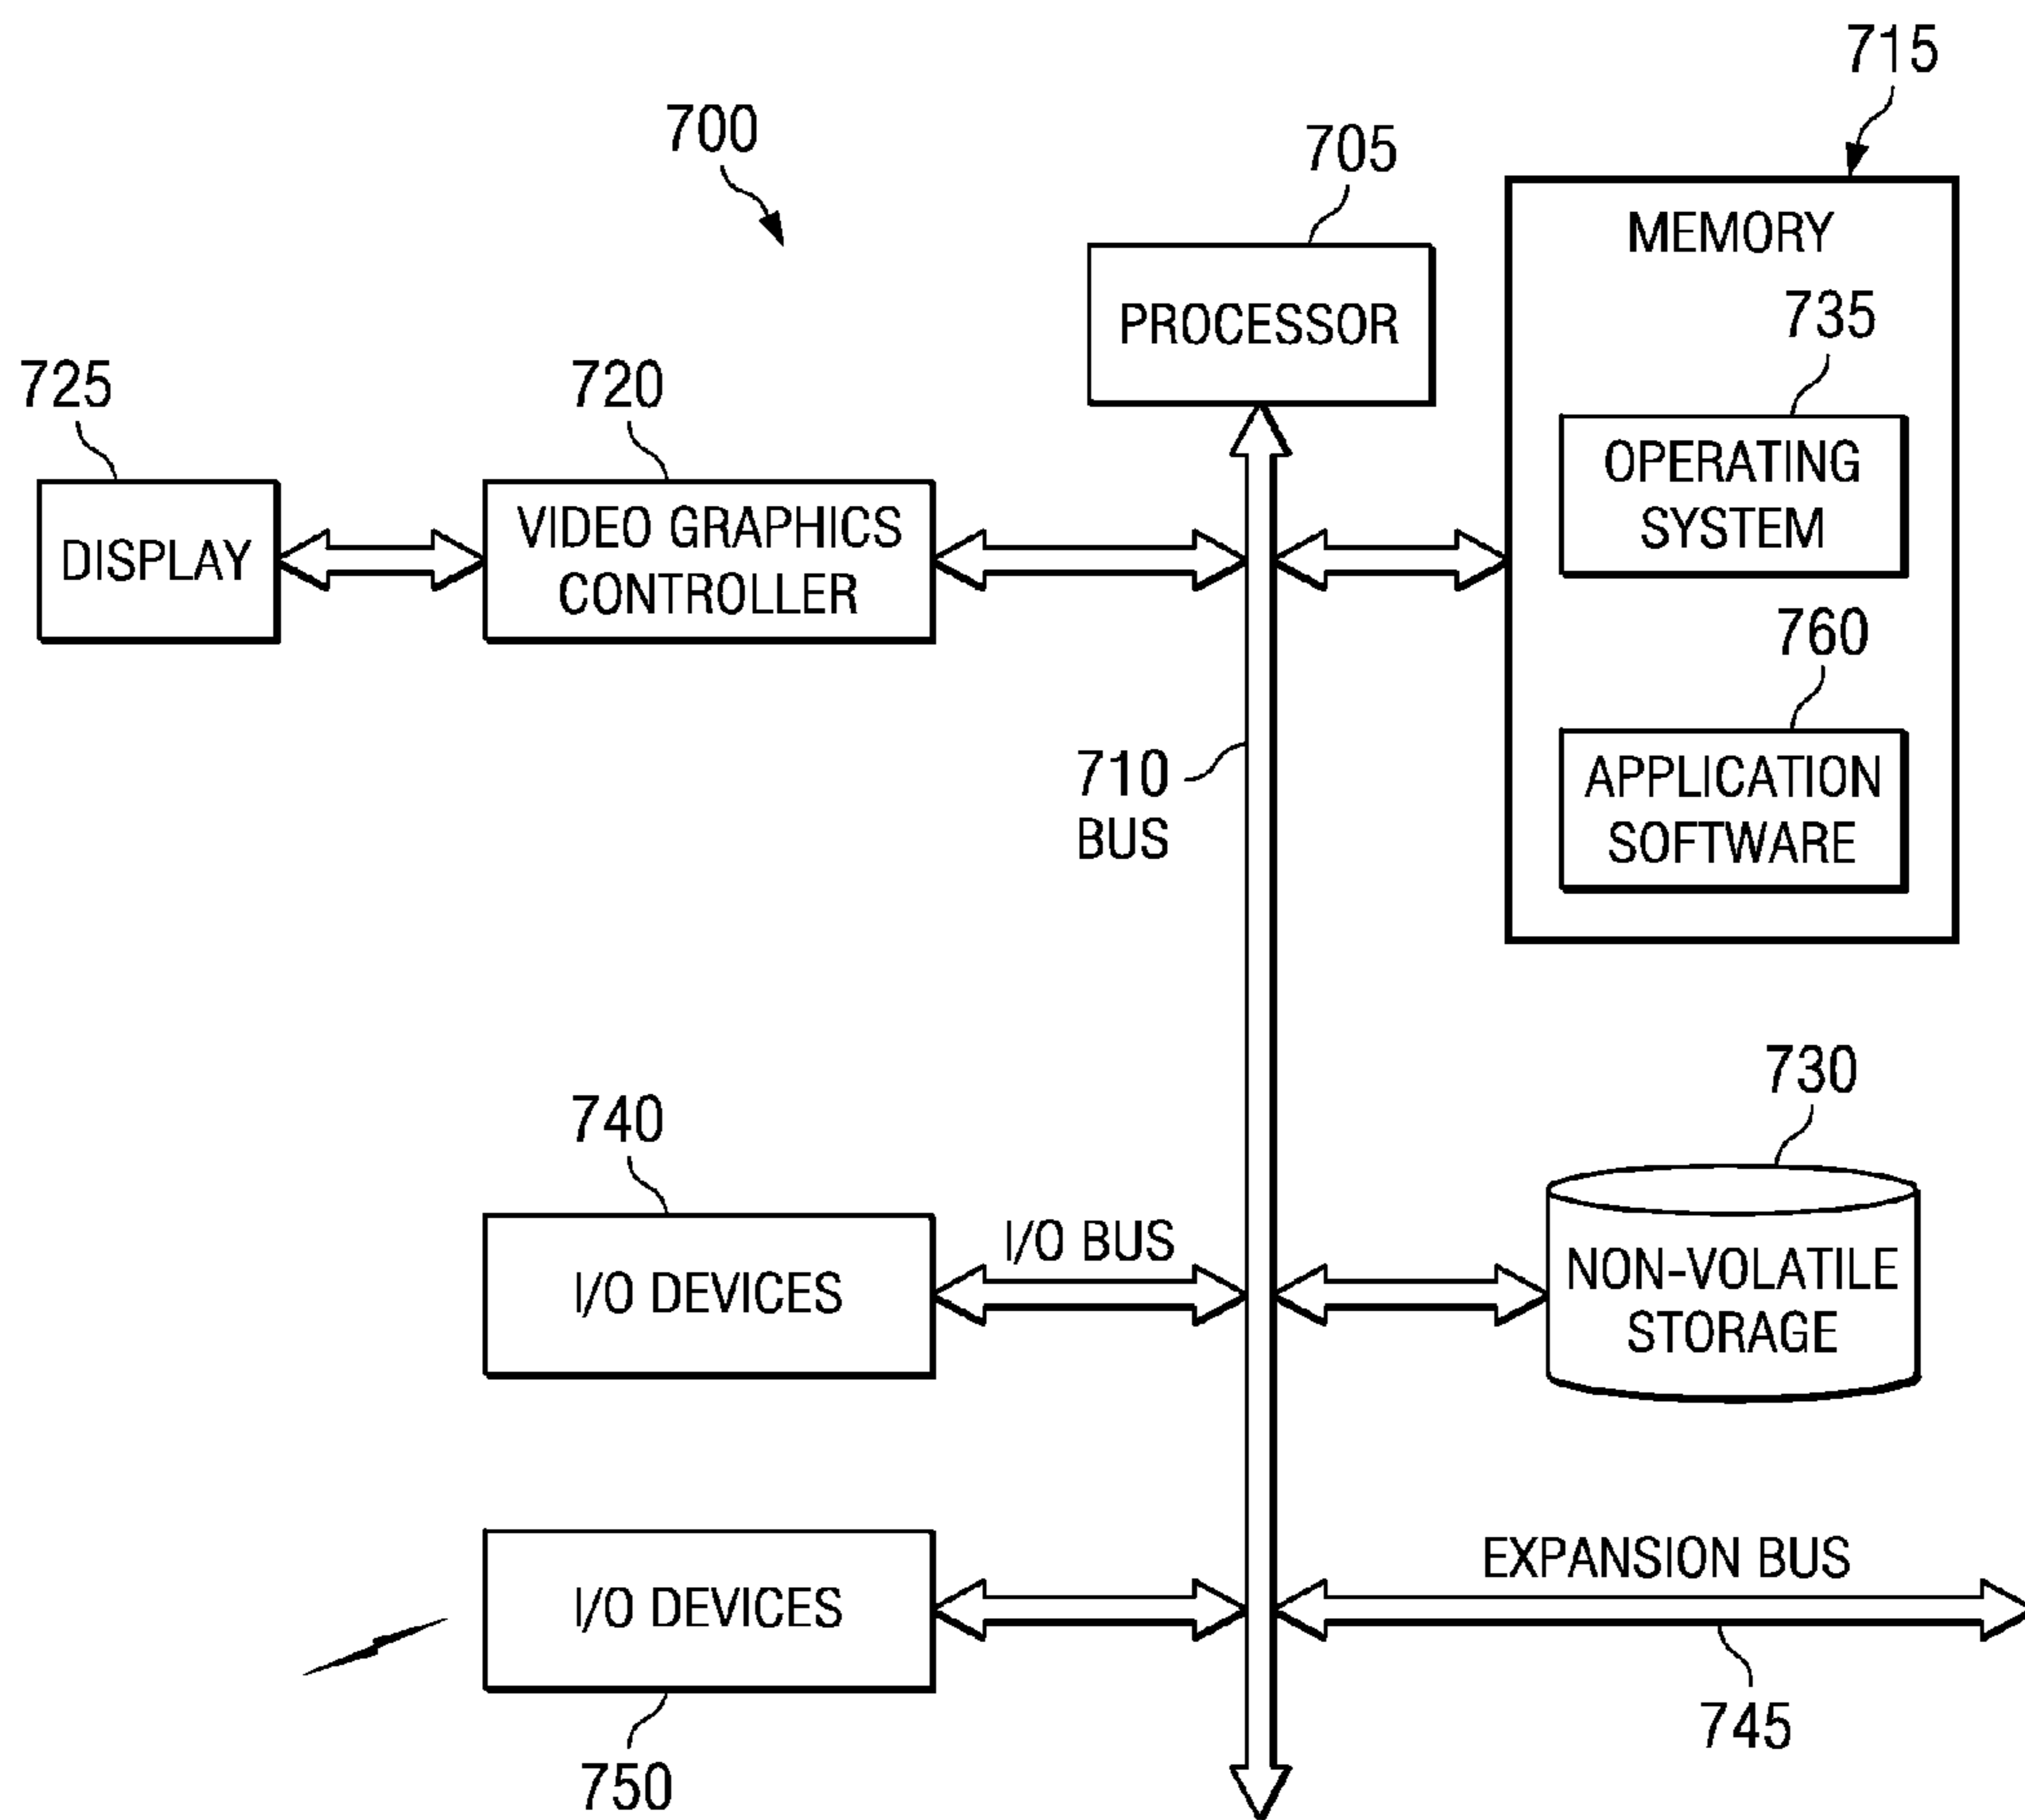 715
700
705
MEMORY
735
PROCESSOR
725
720
OPERATING
SYSTEM
VIDEO GRAPHICS
CONTROLLER
DISPLAY
760
710
BUS
APPLICATION
SOFTWARE
730
740
I/O BUS
I/O DEVICES
NON-VOLATILE
STORAGE
EXPANSION BUS
I/O DEVICES
745
750